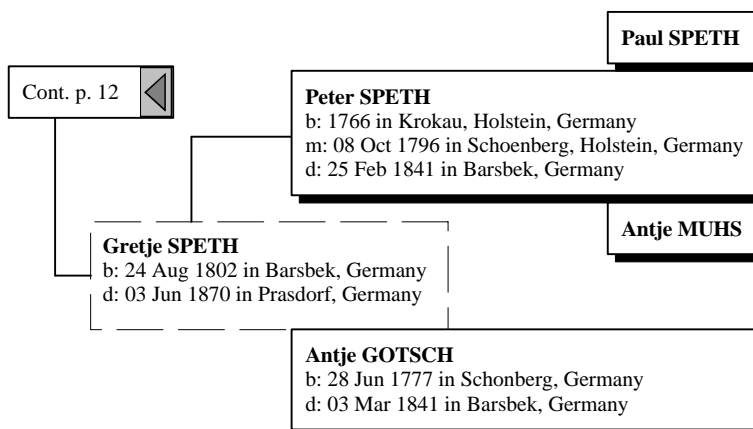 Paul SPETH
Cont. p. 12
Peter SPETH
b: 1766 in Krokau, Holstein, Germany
m: 08 Oct 1796 in Schoenberg, Holstein, Germany
d: 25 Feb 1841 in Barsbek, Germany
Antje MUHS
Gretje SPETH
b: 24 Aug 1802 in Barsbek, Germany
d: 03 Jun 1870 in Prasdorf, Germany
Antje GOTSCH
b: 28 Jun 1777 in Schonberg, Germany
d: 03 Mar 1841 in Barsbek, Germany